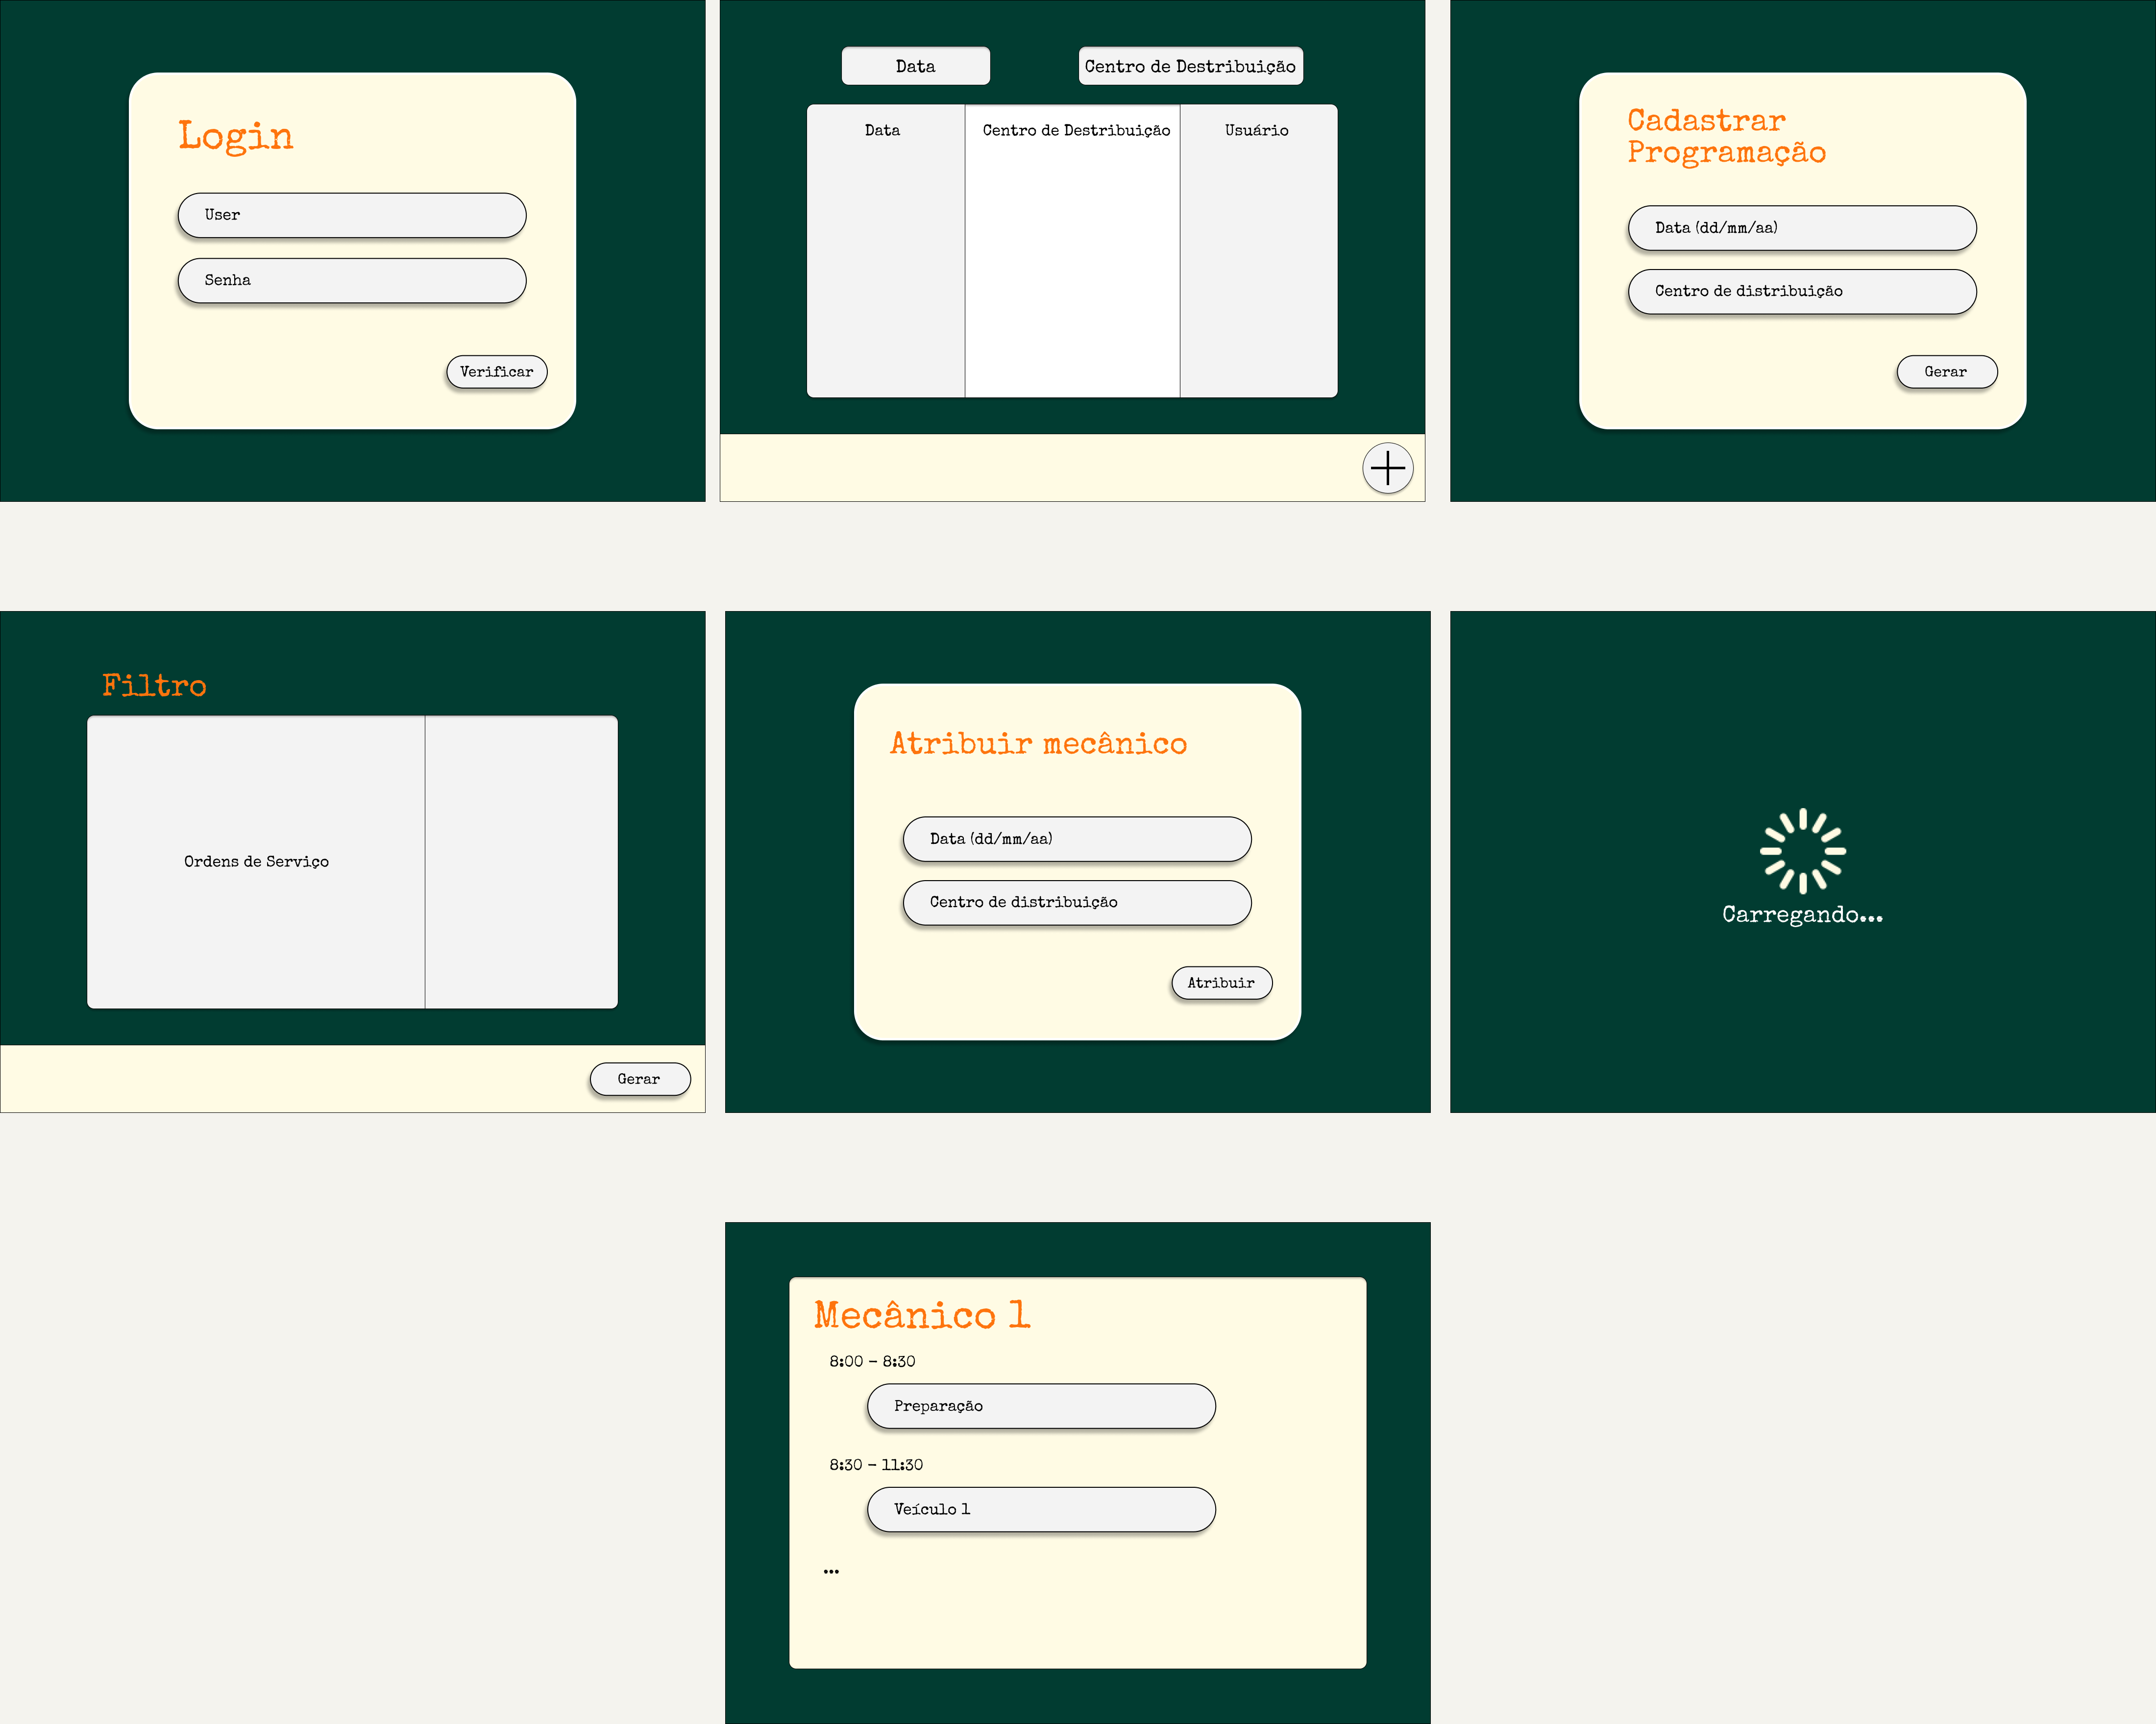 Login
User
Senha
Verificar
Data
Centro de Destribuição
Data
Centro de Destribuição
Usuário
Cadastrar
Programação
Data (dd/mm/aa)
Centro de distribuição
Gerar
Filtro
Ordens de Serviço
Gerar
Atribuir mecânico
Data (dd/mm/aa)
Centro de distribuição
Atribuir
Carregando...
Mecânico 1
8:00 - 8:30
Preparação
8:30 - 11:30
Veículo 1
...